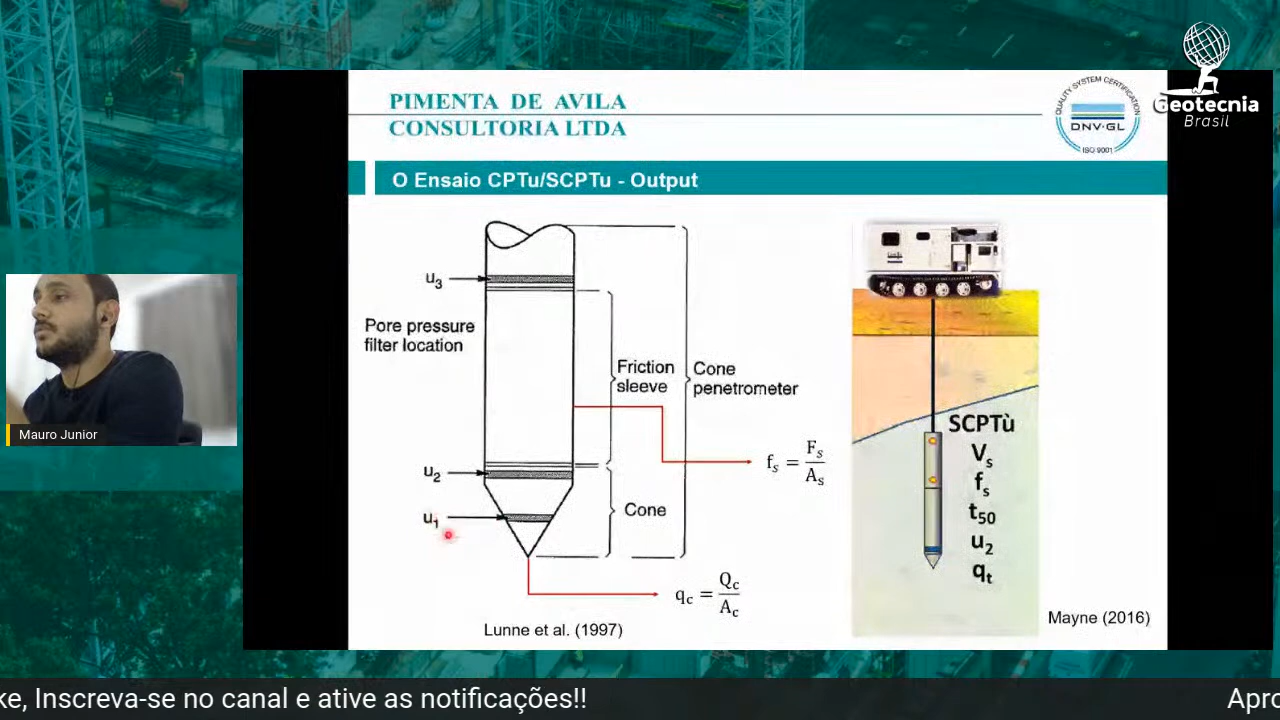 PIMENTA DE AVILA
CONSULTORIA LTDA
QUALITY SYSTEM CERTIFICATION
DNV·GL
ISO 9001
Geotecnia
Brasil
O Ensaio CPTu/SCPTu - Output
u3
Pore pressure
filter location
Friction
sleeve
Cone
penetrometer
fs = Fs/As
u2
u1
Cone
qc = Qc/Ac
Lunne et al. (1997)
SCPTù
Vs
fs
t50
u2
qt
Mayne (2016)
Mauro Junior
ke, Inscreva-se no canal e ative as notificações!!
Apro